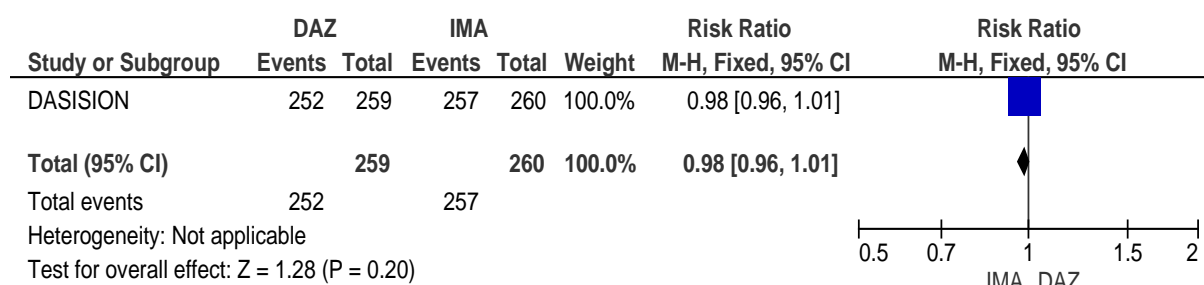 DAZ IMA Risk Ratio Risk Ratio
Study or Subgroup Events Total Events Total Weight M-H, Fixed, 95% CI M-H, Fixed, 95% CI
DASISION 252 259 257 260 100.0% 0.98 [0.96, 1.01]
Total (95% CI) 259 260 100.0% 0.98 [0.96, 1.01]
Total events 252 257
Heterogeneity: Not applicable
Test for overall effect: Z = 1.28 (P = 0.20)
0.5 0.7 1 1.5 2
IMA DAZ